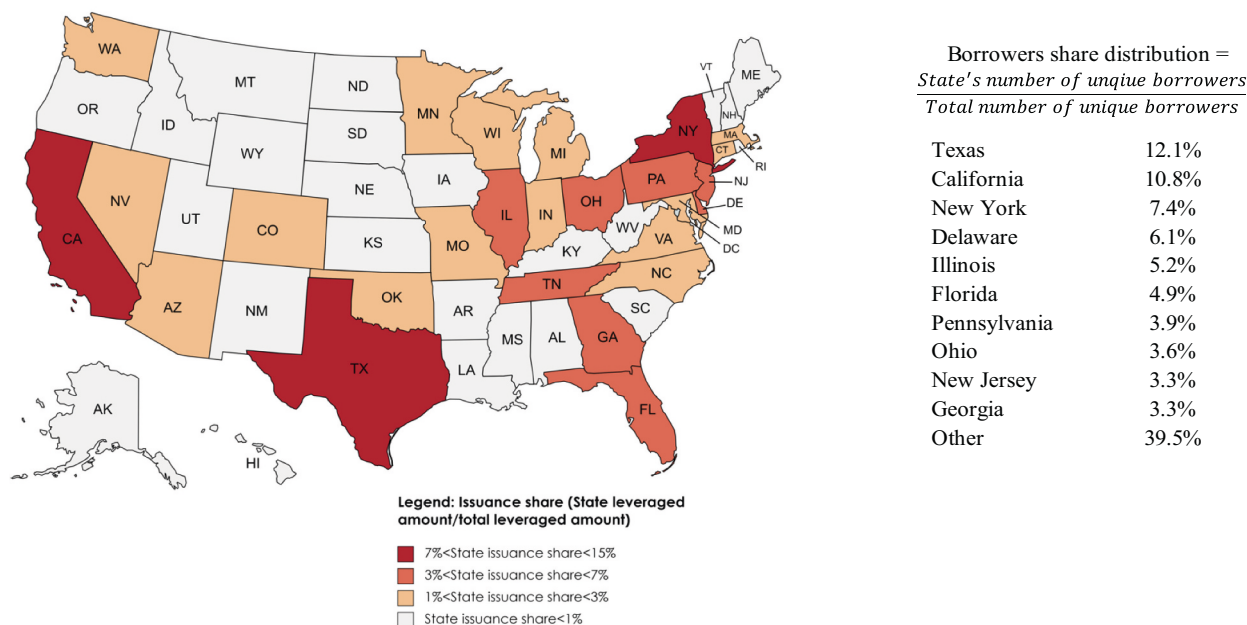 WA
MT
ND
MN
VT
ME
OR
ID
SD
WI
MI
NY
NH
MA
CT
RI
WY
IA
NE
PA
NJ
NV
UT
CO
IL
IN
OH
DE
MD
DC
CA
KS
MO
KY
WV
VA
AZ
NM
OK
AR
TN
NC
SC
TX
LA
MS
AL
GA
FL
AK
HI
Legend: Issuance share (State leveraged
amount/total leveraged amount)
7%<State issuance share<15%
3%<State issuance share<7%
1%<State issuance share<3%
State issuance share<1%
Borrowers share distribution =
State's number of unqiue borrowers
Total number of unique borrowers
Texas 12.1%
California 10.8%
New York 7.4%
Delaware 6.1%
Illinois 5.2%
Florida 4.9%
Pennsylvania 3.9%
Ohio 3.6%
New Jersey 3.3%
Georgia 3.3%
Other 39.5%